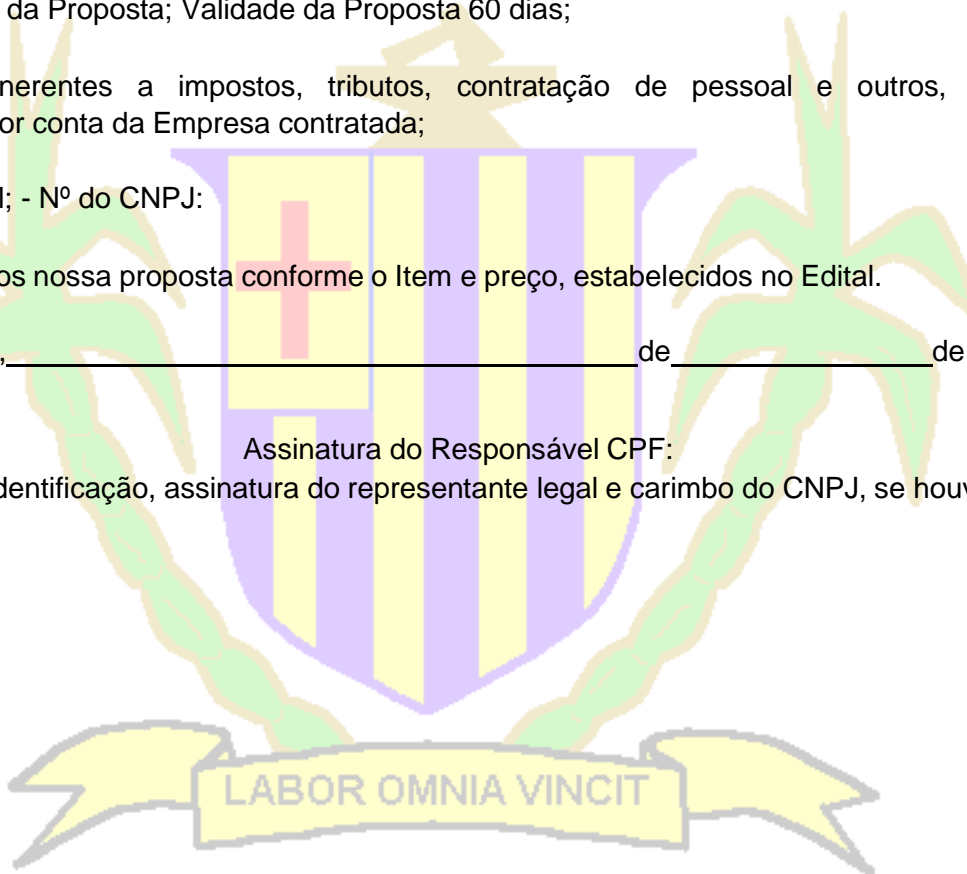 da Proposta; Validade da Proposta 60 dias;
nerentes a impostos, tributos, contratação de pessoal e outros,
or conta da Empresa contratada;
l; - Nº do CNPJ:
os nossa proposta conforme o Item e preço, estabelecidos no Edital.
, de de
Assinatura do Responsável CPF:
dentificação, assinatura do representante legal e carimbo do CNPJ, se houv
LABOR OMNIA VINCIT